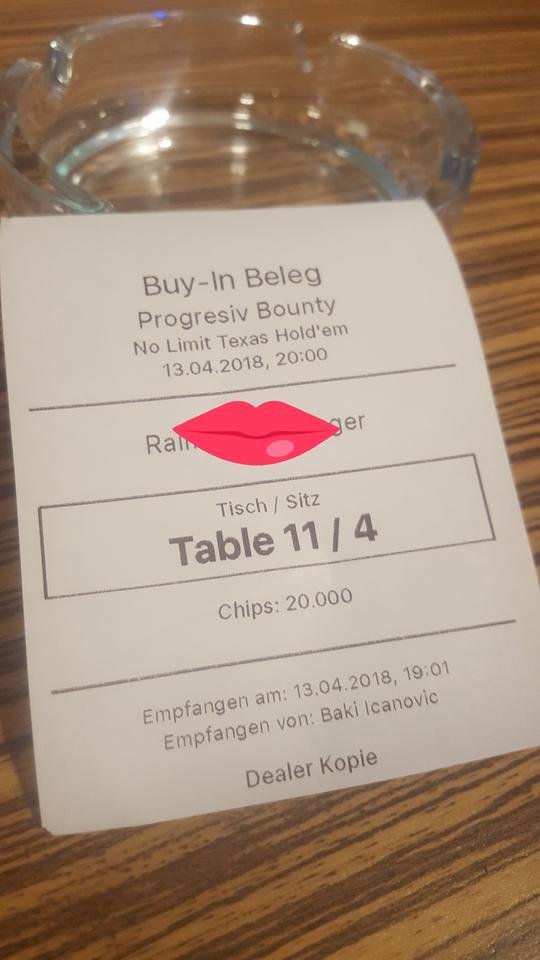 Buy-In Beleg
Progresiv Bounty
No Limit Texas Hold'em
13.04.2018, 20:00
Tisch / Sitz
Table 11 / 4
Chips: 20.000
Empfangen am: 13.04.2018, 19:01
Empfangen von: Baki Icanovic
Dealer Kopie